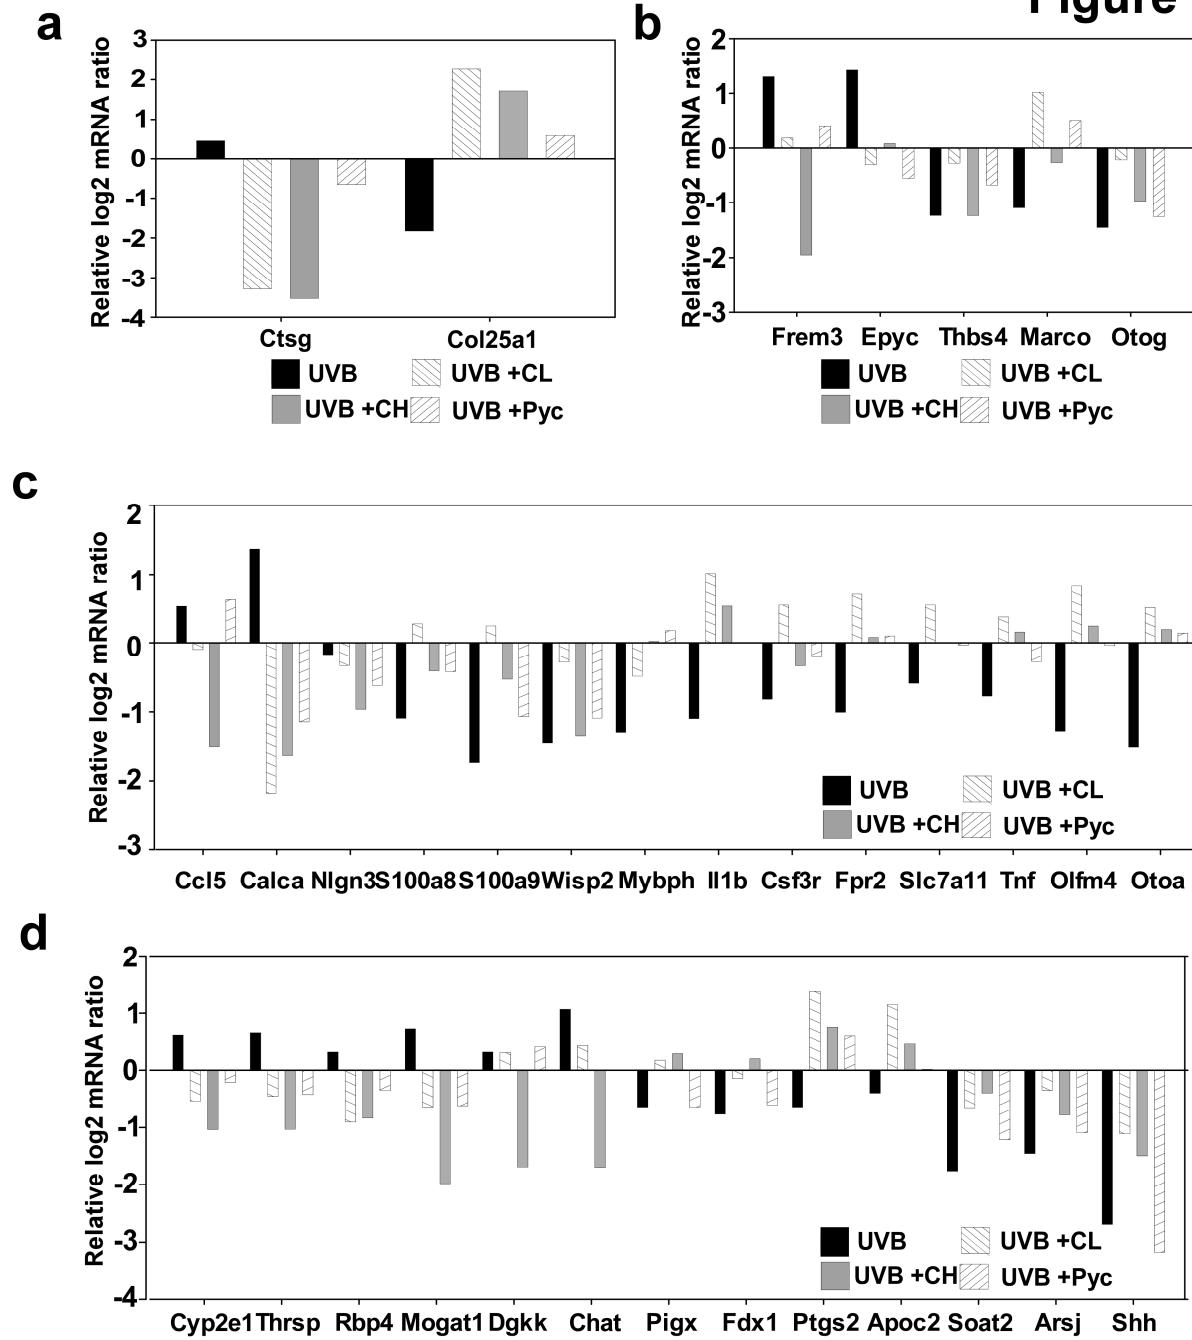 Figure
a
3
2
1
0
-1
-2
-3
-4
Relative log2 mRNA ratio
Ctsg Col25a1
UVB UVB +CL
UVB +CH UVB +Pyc
b
2
1
0
-1
-2
-3
Relative log2 mRNA ratio
Frem3 Epyc Thbs4 Marco Otog
UVB UVB +CL
UVB +CH UVB +Pyc
c
2
1
0
-1
-2
-3
Relative log2 mRNA ratio
UVB UVB +CL
UVB +CH UVB +Pyc
Ccl5 Calca Nlgn3 S100a8 S100a9 Wisp2 Mybph Il1b Csf3r Fpr2 Slc7a11 Tnf Olfm4 Otoa
d
2
1
0
-1
-2
-3
-4
Relative log2 mRNA ratio
UVB UVB +CL
UVB +CH UVB +Pyc
Cyp2e1 Thrsp Rbp4 Mogat1 Dgkk Chat Pigx Fdx1 Ptgs2 Apoc2 Soat2 Arsj Shh